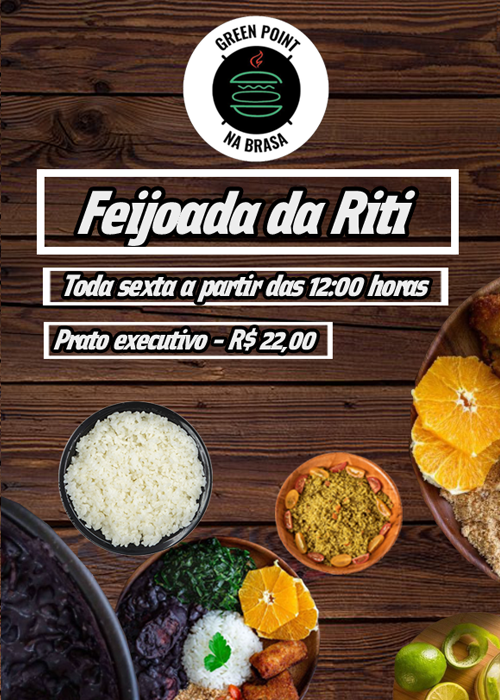 GREEN POINT
NA BRASA
Feijoada da Riti
Toda sexta a partir das 12:00 horas
Prato executivo - R$ 22,00